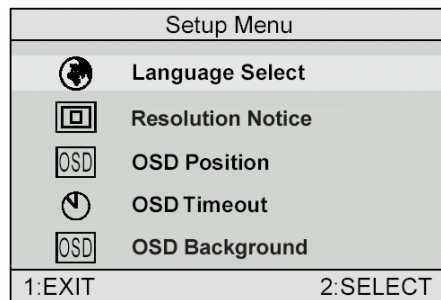 Setup Menu
Language Select
Resolution Notice
OSD OSD Position
OSD Timeout
OSD OSD Background
1:EXIT 2:SELECT